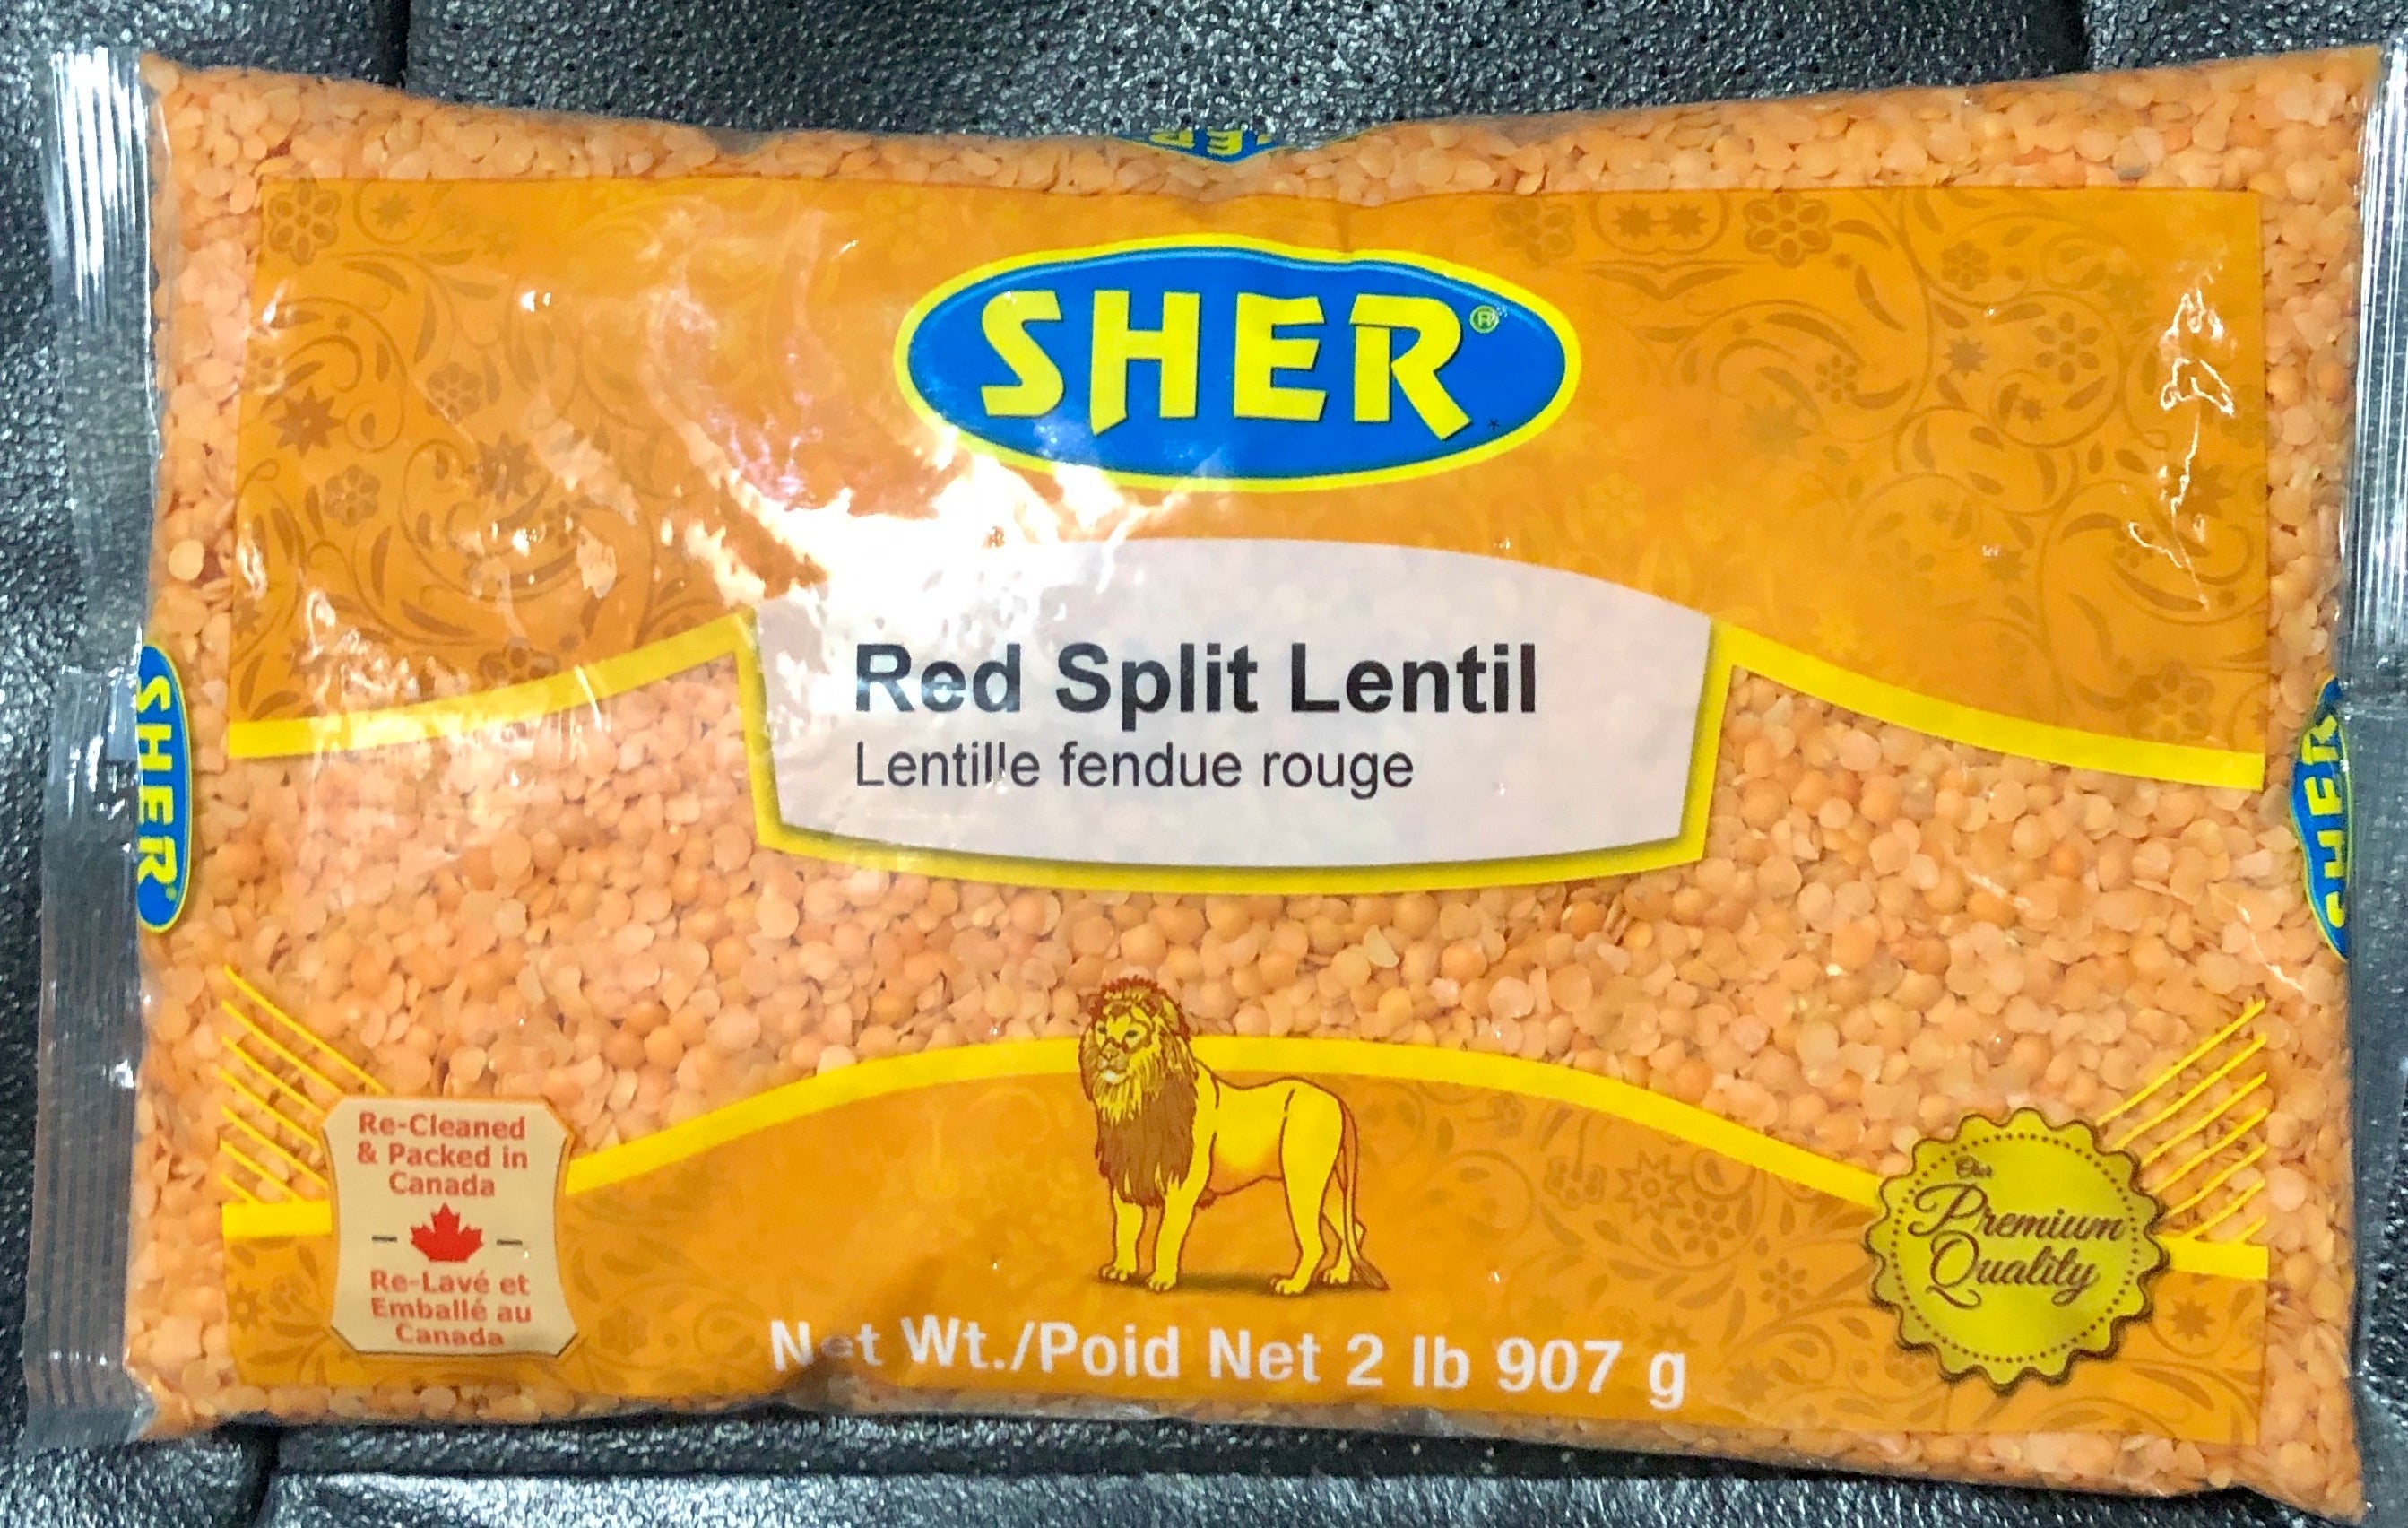 SHER®
Red Split Lentil
Lentille fendue rouge
SHER
SHER
Re-Cleaned
& Packed in
Canada
Re-Lavé et
Emballé au
Canada
Our
Premium
Quality
Net Wt./Poid Net 2 lb 907 g